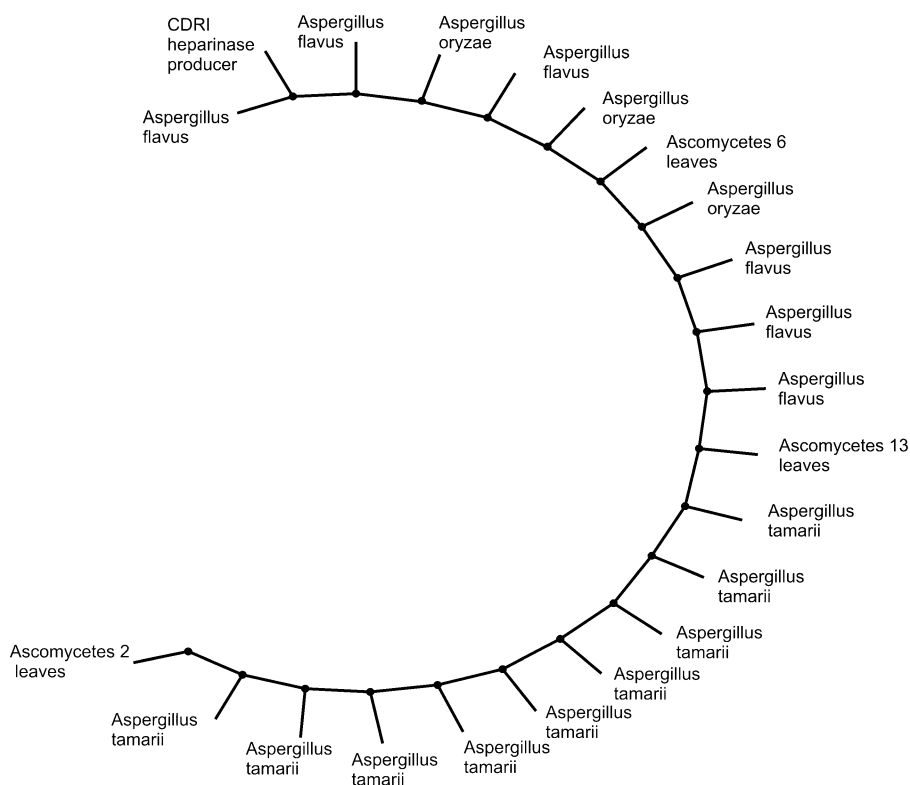 CDRI
heparinase
producer
Aspergillus
flavus
Aspergillus
oryzae
Aspergillus
flavus
Aspergillus
flavus
Aspergillus
oryzae
Ascomycetes 6
leaves
Aspergillus
oryzae
Aspergillus
flavus
Aspergillus
flavus
Aspergillus
flavus
Ascomycetes 13
leaves
Aspergillus
tamarii
Aspergillus
tamarii
Aspergillus
tamarii
Aspergillus
tamarii
Aspergillus
tamarii
Aspergillus
tamarii
Aspergillus
tamarii
Aspergillus
tamarii
Aspergillus
tamarii
Ascomycetes 2
leaves